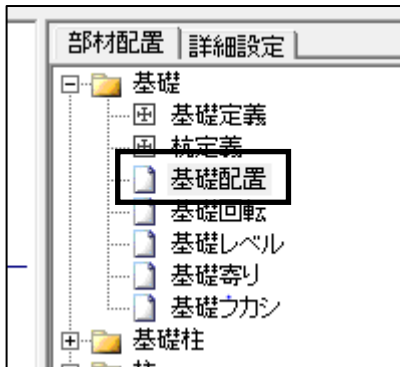 部材配置 詳細設定
基礎
基礎定義
杭定義
基礎配置
基礎回転
基礎レベル
基礎寄り
基礎フカシ
基礎柱
柱